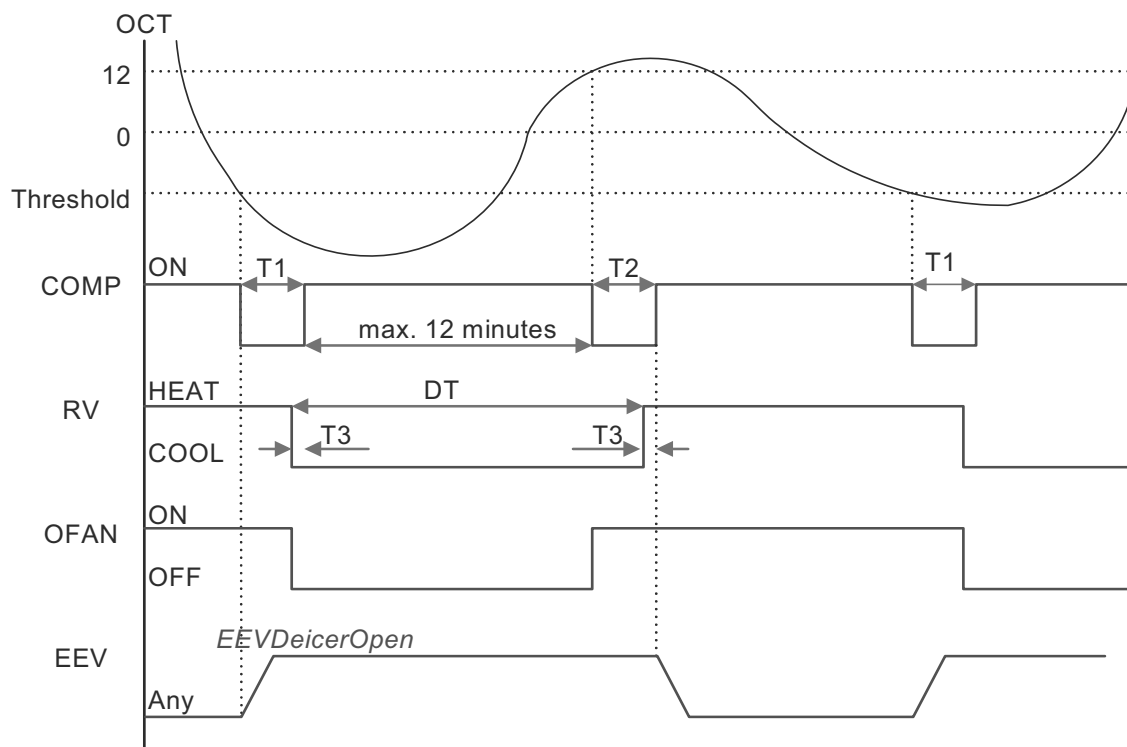 OCT
12
0
Threshold
ON
T1
T2
T1
COMP
max. 12 minutes
HEAT
DT
RV
T3
T3
COOL
ON
OFAN
OFF
EEVDeicerOpen
EEV
Any